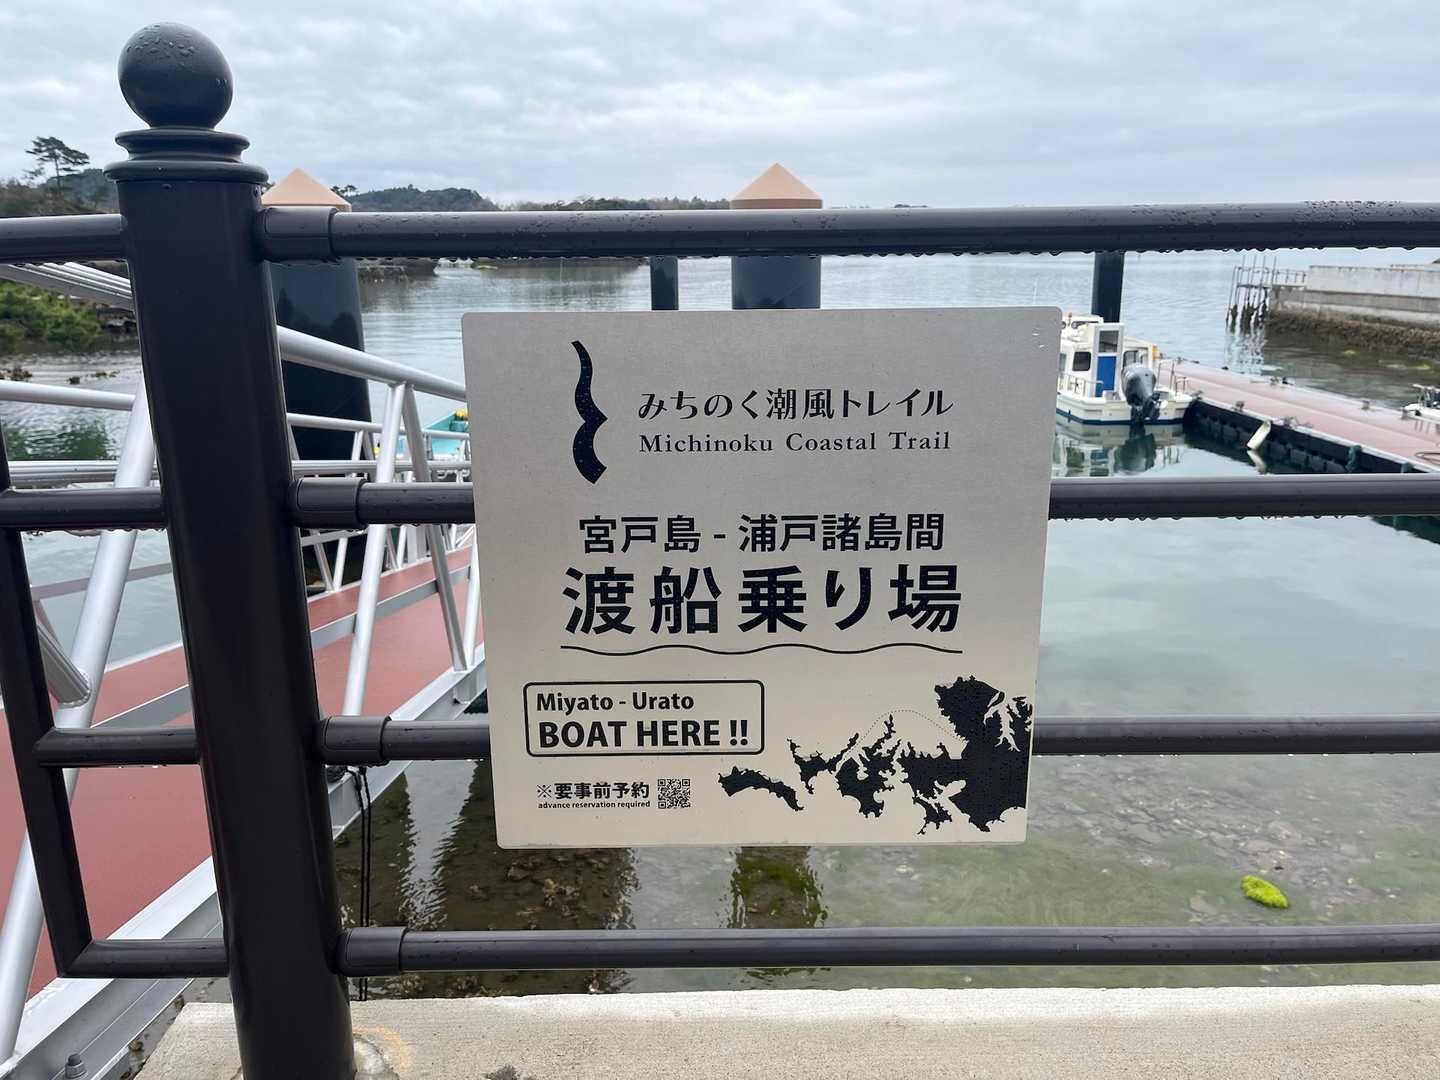 みちのく潮風トレイル
Michinoku Coastal Trail
宮戸島 - 浦戸諸島間
渡船乗り場
Miyato - Urato
BOAT HERE !!
※要事前予約
advance reservation required